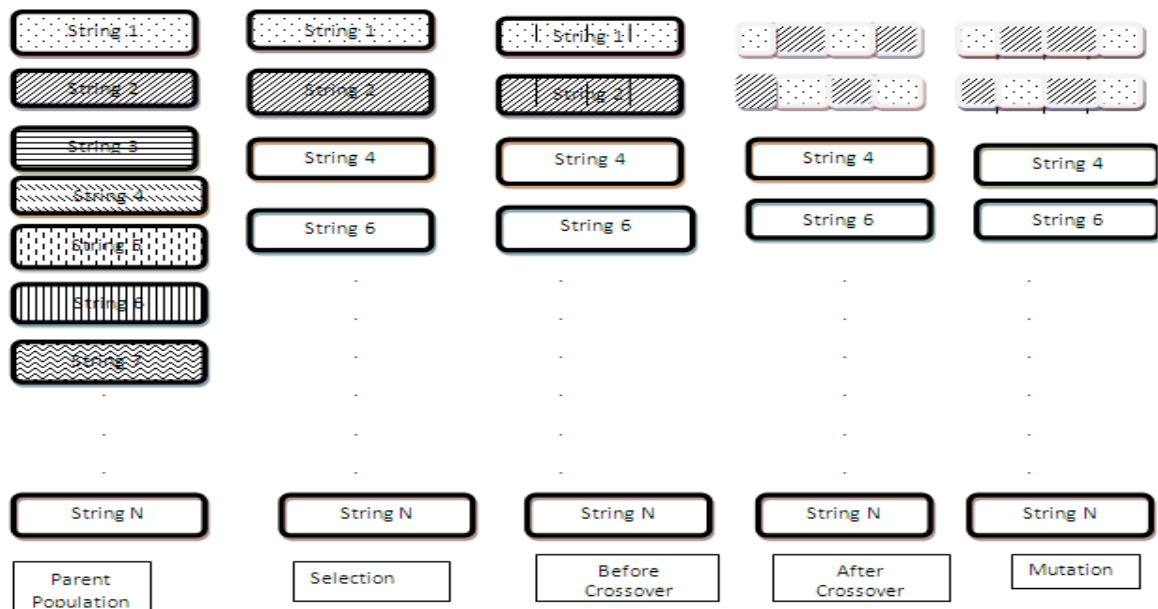 String 1
String 2
String 3
String 4
String 5
String 6
String 7
String N
Parent
Population
String 1
String 2
String 4
String 6
String N
Selection
String 1
String 2
String 4
String 6
String N
Before
Crossover
String 4
String 6
String N
After
Crossover
String 4
String 6
String N
Mutation